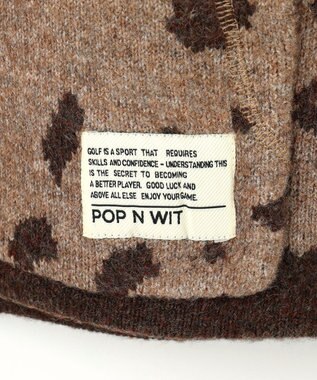 GOLF IS A SPORT THAT REQUIRES
SKILLS AND CONFIDENCE - UNDERSTANDING THIS
IS THE SECRET TO BECOMING
A BETTER PLAYER. GOOD LUCK AND
ABOVE ALL ELSE ENJOY YOUR GAME.
POP N WIT